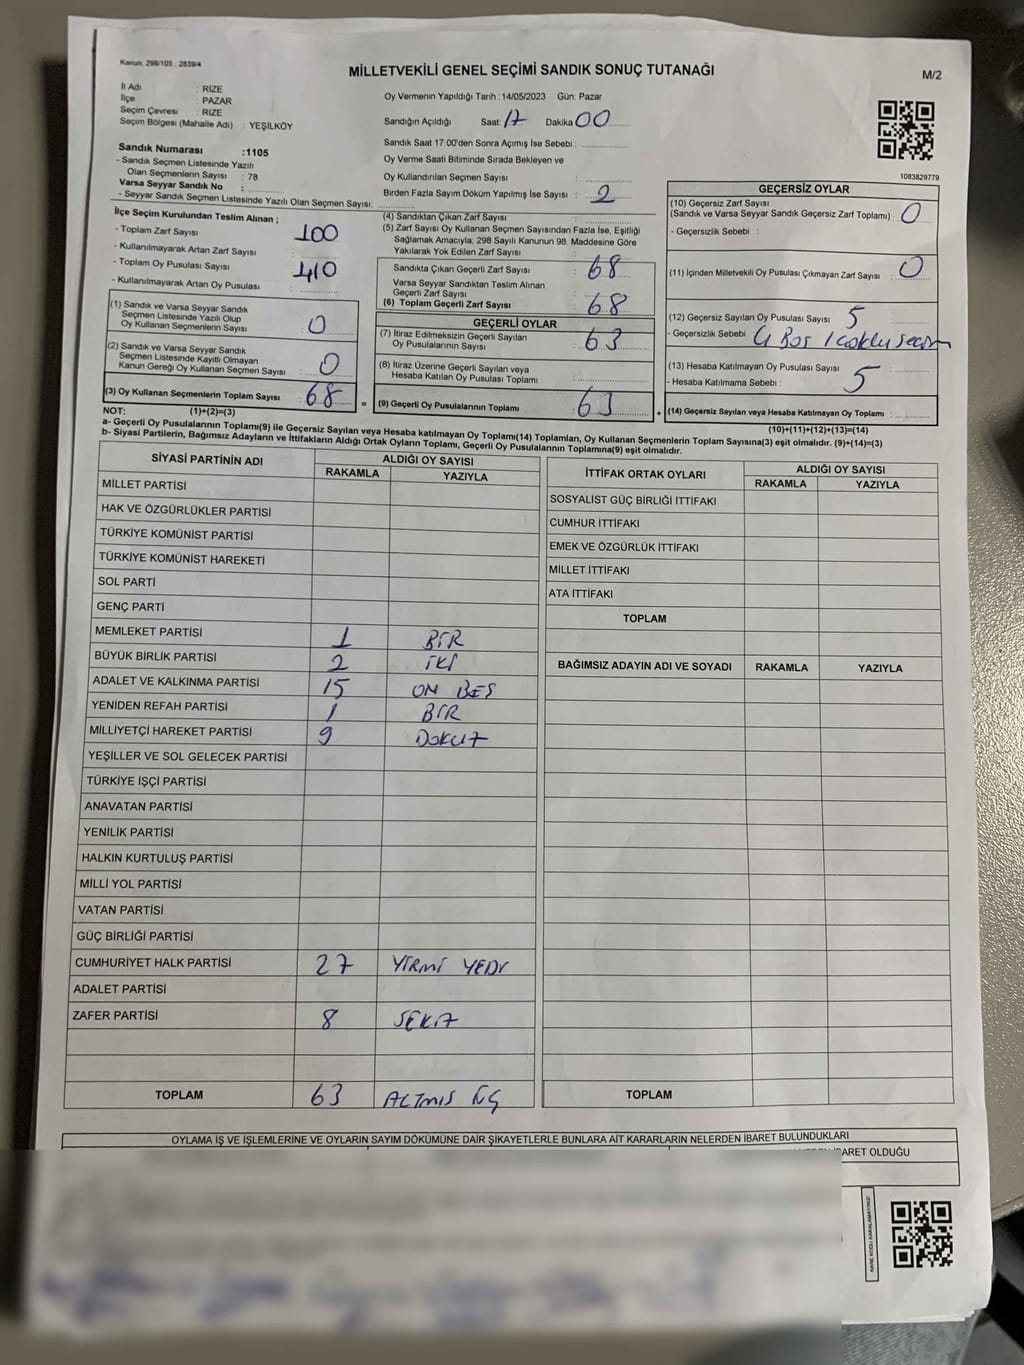 Kanun, 298/105 , 2839/4
MİLLETVEKİLİ GENEL SEÇİMİ SANDIK SONUÇ TUTANAĞI
M/2
İl Adı : RİZE
İlçe : PAZAR
Seçim Çevresi : RİZE
Seçim Bölgesi (Mahalle Adı) : YEŞİLKÖY
Sandık Numarası :1105
- Sandık Seçmen Listesinde Yazılı
Olan Seçmenlerin Sayısı : 78
Varsa Seyyar Sandık No :
- Seyyar Sandık Seçmen Listesinde Yazılı Olan Seçmen Sayısı:
Oy Vermenin Yapıldığı Tarih :14/05/2023 Gün: Pazar
Sandığın Açıldığı Saat: 17 Dakika 00
Sandık Saat 17:00'den Sonra Açımış İse Sebebi :
Oy Verme Saati Bitiminde Sırada Bekleyen ve
Oy Kullandırılan Seçmen Sayısı :
Birden Fazla Sayım Döküm Yapılmış İse Sayısı : 2
1083829779
İlçe Seçim Kurulundan Teslim Alınan ;
- Toplam Zarf Sayısı : 100
- Kullanılmayarak Artan Zarf Sayısı :
- Toplam Oy Pusulası Sayısı : 410
- Kullanılmayarak Artan Oy Pusulası :
(1) Sandık ve Varsa Seyyar Sandık
Seçmen Listesinde Yazılı Olup
Oy Kullanan Seçmenlerin Sayısı : 0
(2) Sandık ve Varsa Seyyar Sandık
Seçmen Listesinde Kayıtlı Olmayan
Kanun Gereği Oy Kullanan Seçmen Sayısı : 0
(3) Oy Kullanan Seçmenlerin Toplam Sayısı : 68
(4) Sandıktan Çıkan Zarf Sayısı :
(5) Zarf Sayısı Oy Kullanan Seçmen Sayısından Fazla İse, Eşitliği
Sağlamak Amacıyla; 298 Sayılı Kanunun 98. Maddesine Göre
Yakılarak Yok Edilen Zarf Sayısı :
Sandıkta Çıkan Geçerli Zarf Sayısı : 68
Varsa Seyyar Sandıktan Teslim Alınan
Geçerli Zarf Sayısı :
(6) Toplam Geçerli Zarf Sayısı : 68
GEÇERLİ OYLAR
(7) İtiraz Edilmeksizin Geçerli Sayılan
Oy Pusulalarının Sayısı : 63
(8) İtiraz Üzerine Geçerli Sayılan veya
Hesaba Katılan Oy Pusulası Toplamı :
= (9) Geçerli Oy Pusulalarının Toplamı : 63
GEÇERSİZ OYLAR
(10) Geçersiz Zarf Sayısı
(Sandık ve Varsa Seyyar Sandık Geçersiz Zarf Toplamı) : 0
- Geçersizlik Sebebi :
(11) İçinden Milletvekili Oy Pusulası Çıkmayan Zarf Sayısı : 0
(12) Geçersiz Sayılan Oy Pusulası Sayısı : 5
- Geçersizlik Sebebi : 4 Boş 1 çoklu seçim
(13) Hesaba Katılmayan Oy Pusulası Sayısı :
- Hesaba Katılmama Sebebi : 5
+ (14) Geçersiz Sayılan veya Hesaba Katılmayan Oy Toplamı :
NOT: (1)+(2)=(3)
(10)+(11)+(12)+(13)=(14)
a- Geçerli Oy Pusulalarının Toplamı(9) ile Geçersiz Sayılan veya Hesaba katılmayan Oy Toplamı(14) Toplamları, Oy Kullanan Seçmenlerin Toplam Sayısına(3) eşit olmalıdır. (9)+(14)=(3)
b- Siyasi Partilerin, Bağımsız Adayların ve İttifakların Aldığı Ortak Oyların Toplamı, Geçerli Oy Pusulalarının Toplamına(9) eşit olmalıdır.
SİYASİ PARTİNİN ADI ALDIĞI OY SAYISI
RAKAMLA YAZIYLA
MİLLET PARTİSİ
HAK VE ÖZGÜRLÜKLER PARTİSİ
TÜRKİYE KOMÜNİST PARTİSİ
TÜRKİYE KOMÜNİST HAREKETİ
SOL PARTİ
GENÇ PARTİ
MEMLEKET PARTİSİ 1 BİR
BÜYÜK BİRLİK PARTİSİ 2 İKİ
ADALET VE KALKINMA PARTİSİ 15 ON BEŞ
YENİDEN REFAH PARTİSİ 1 BİR
MİLLİYETÇİ HAREKET PARTİSİ 9 DOKUZ
YEŞİLLER VE SOL GELECEK PARTİSİ
TÜRKİYE İŞÇİ PARTİSİ
ANAVATAN PARTİSİ
YENİLİK PARTİSİ
HALKIN KURTULUŞ PARTİSİ
MİLLİ YOL PARTİSİ
VATAN PARTİSİ
GÜÇ BİRLİĞİ PARTİSİ
CUMHURİYET HALK PARTİSİ 27 YİRMİ YEDİ
ADALET PARTİSİ
ZAFER PARTİSİ 8 SEKİZ
TOPLAM 63 ALTMIŞ ÜÇ
İTTİFAK ORTAK OYLARI ALDIĞI OY SAYISI
RAKAMLA YAZIYLA
SOSYALİST GÜÇ BİRLİĞİ İTTİFAKI
CUMHUR İTTİFAKI
EMEK VE ÖZGÜRLÜK İTTİFAKI
MİLLET İTTİFAKI
ATA İTTİFAKI
TOPLAM
BAĞIMSIZ ADAYIN ADI VE SOYADI RAKAMLA YAZIYLA
TOPLAM
OYLAMA İŞ VE İŞLEMLERİNE VE OYLARIN SAYIM DÖKÜMÜNE DAİR ŞİKAYETLERLE BUNLARA AİT KARARLARIN NELERDEN İBARET BULUNDUKLARI
OLDUĞU
KARE KODU KARALAMAYINIZ!